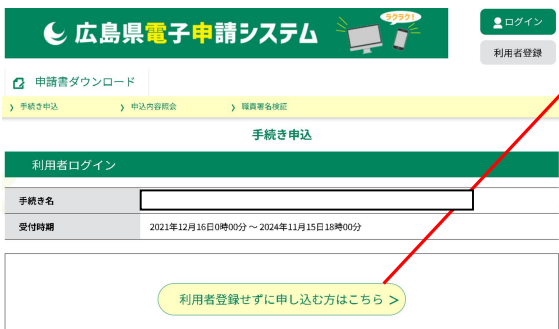 広島県電子申請システム
ラクラク!
ログイン
利用者登録
申請書ダウンロード
> 手続き申込 > 申込内容照会 > 職責署名検証
手続き申込
利用者ログイン
手続き名
受付時期 2021年12月16日0時00分 ~ 2024年11月15日18時00分
利用者登録せずに申し込む方はこちら >